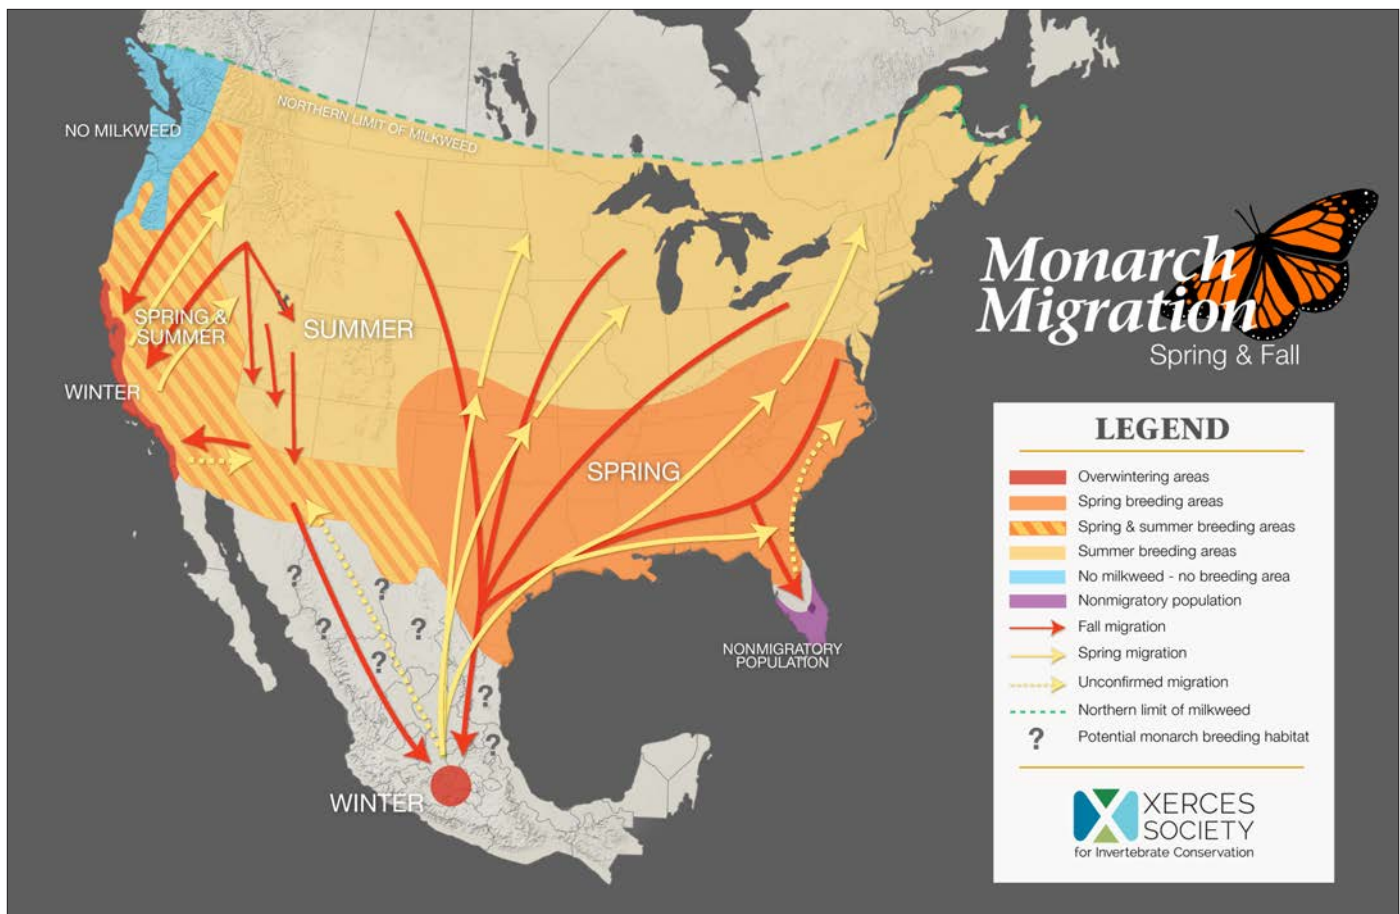 NORTHERN LIMIT OF MILKWEED
NO MILKWEED
Monarch
Migration
Spring & Fall
SPRING &
SUMMER
SUMMER
WINTER
SPRING
?
?
?
?
?
?
?
NONMIGRATORY
POPULATION
WINTER
LEGEND
Overwintering areas
Spring breeding areas
Spring & summer breeding areas
Summer breeding areas
No milkweed - no breeding area
Nonmigratory population
Fall migration
Spring migration
Unconfirmed migration
Northern limit of milkweed
? Potential monarch breeding habitat
XERCES
SOCIETY
for Invertebrate Conservation